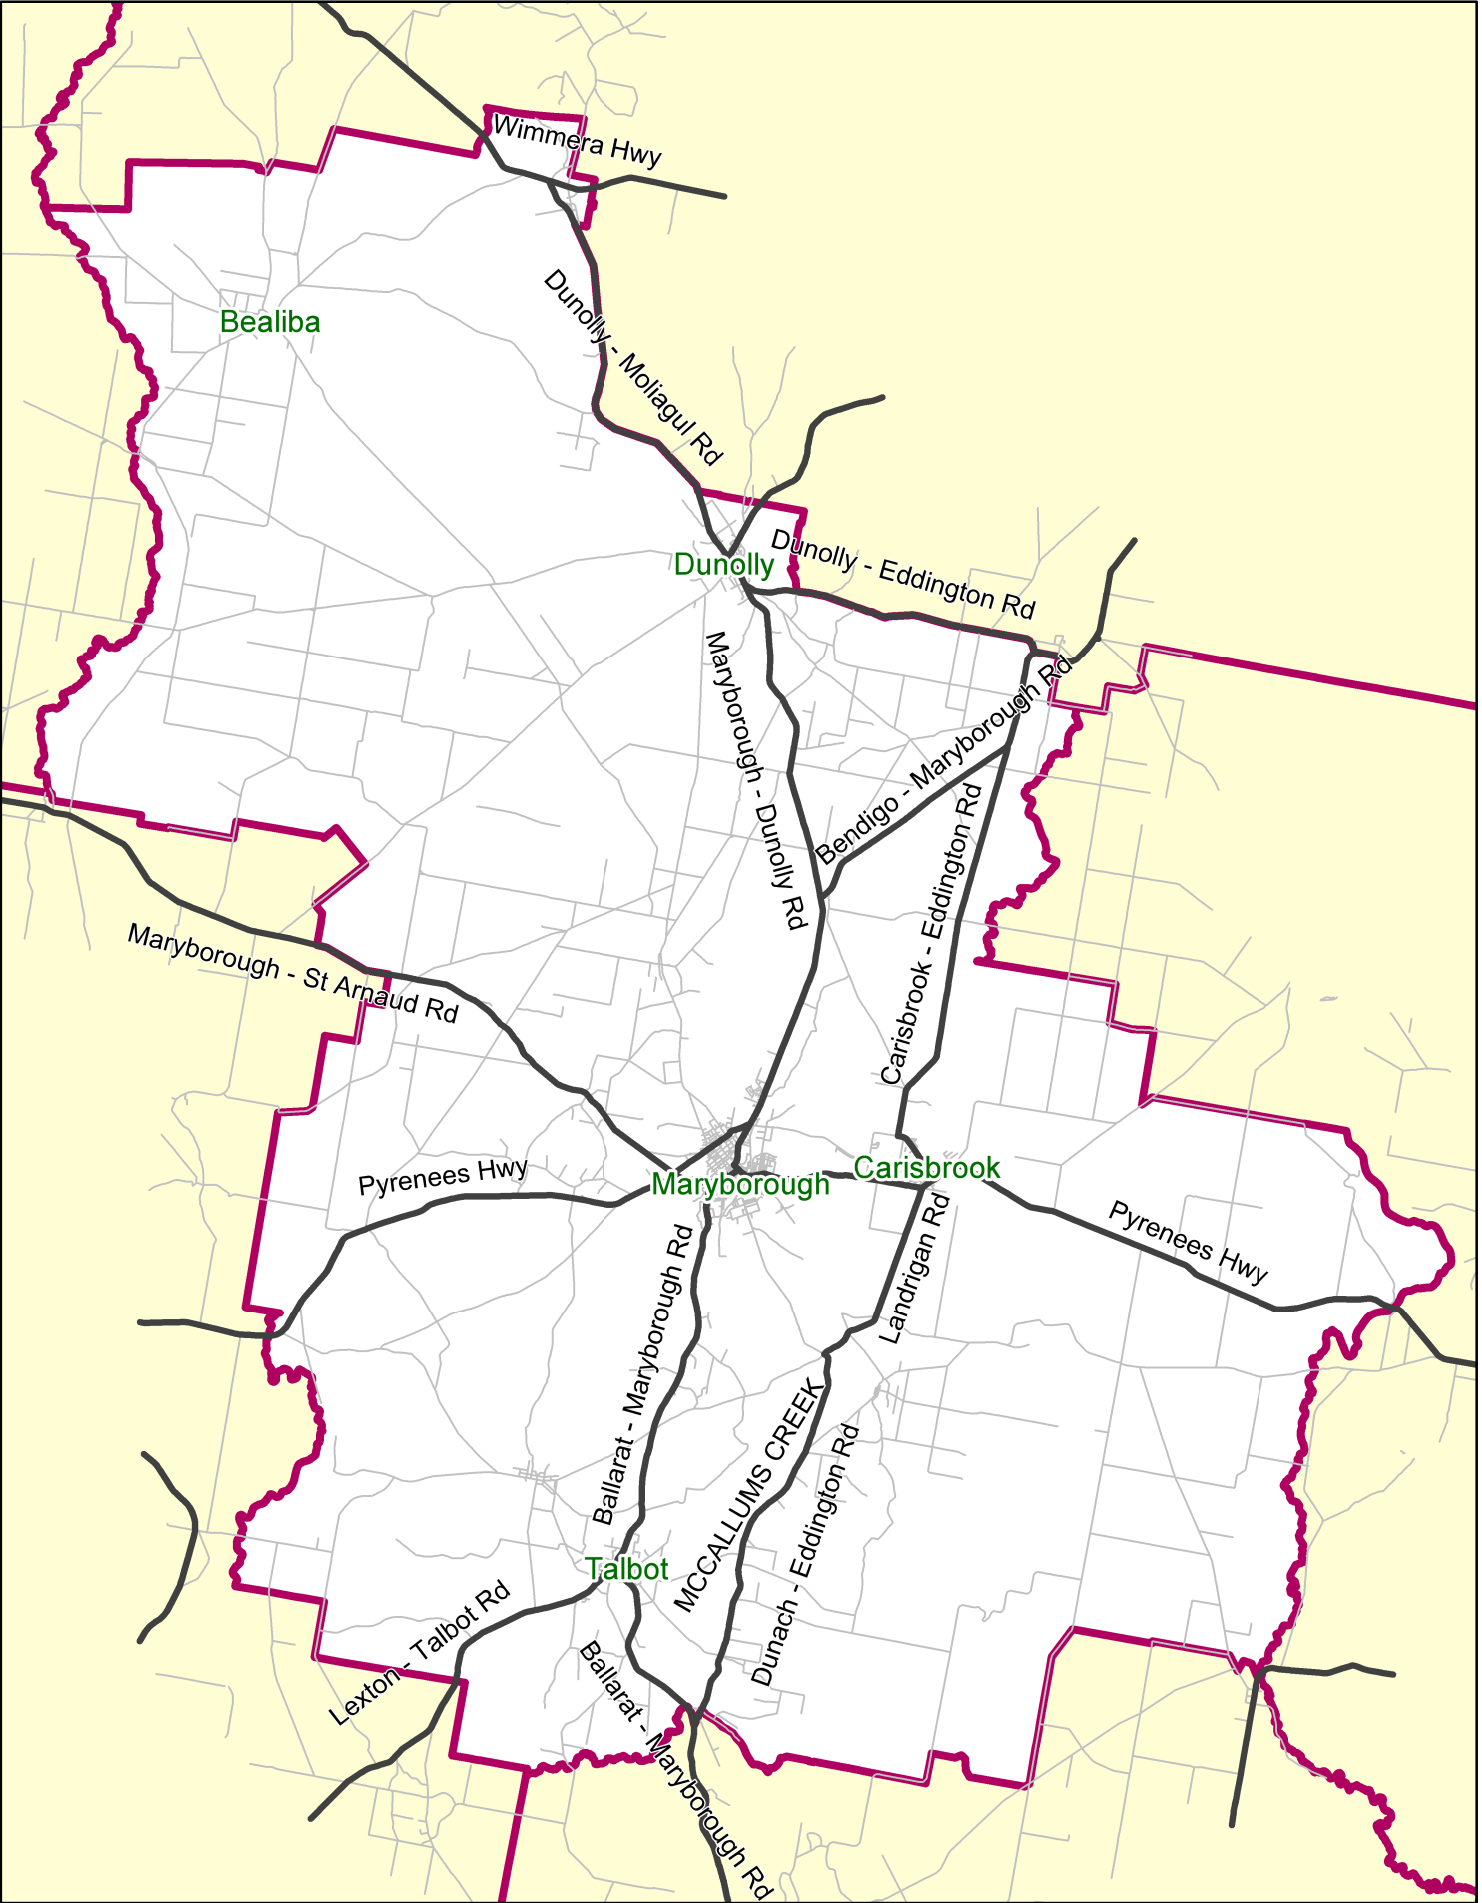 Wimmera Hwy
Dunolly - Moliagul Rd
Bealiba
Dunolly
Dunolly - Eddington Rd
Maryborough - Dunolly Rd
Bendigo - Maryborough Rd
Carisbrook - Eddington Rd
Maryborough - St Arnaud Rd
Pyrenees Hwy
Maryborough
Carisbrook
Pyrenees Hwy
Landrigan Rd
Ballarat - Maryborough Rd
MCCALLUMS CREEK
Dunach - Eddington Rd
Talbot
Lexton - Talbot Rd
Ballarat - Maryborough Rd